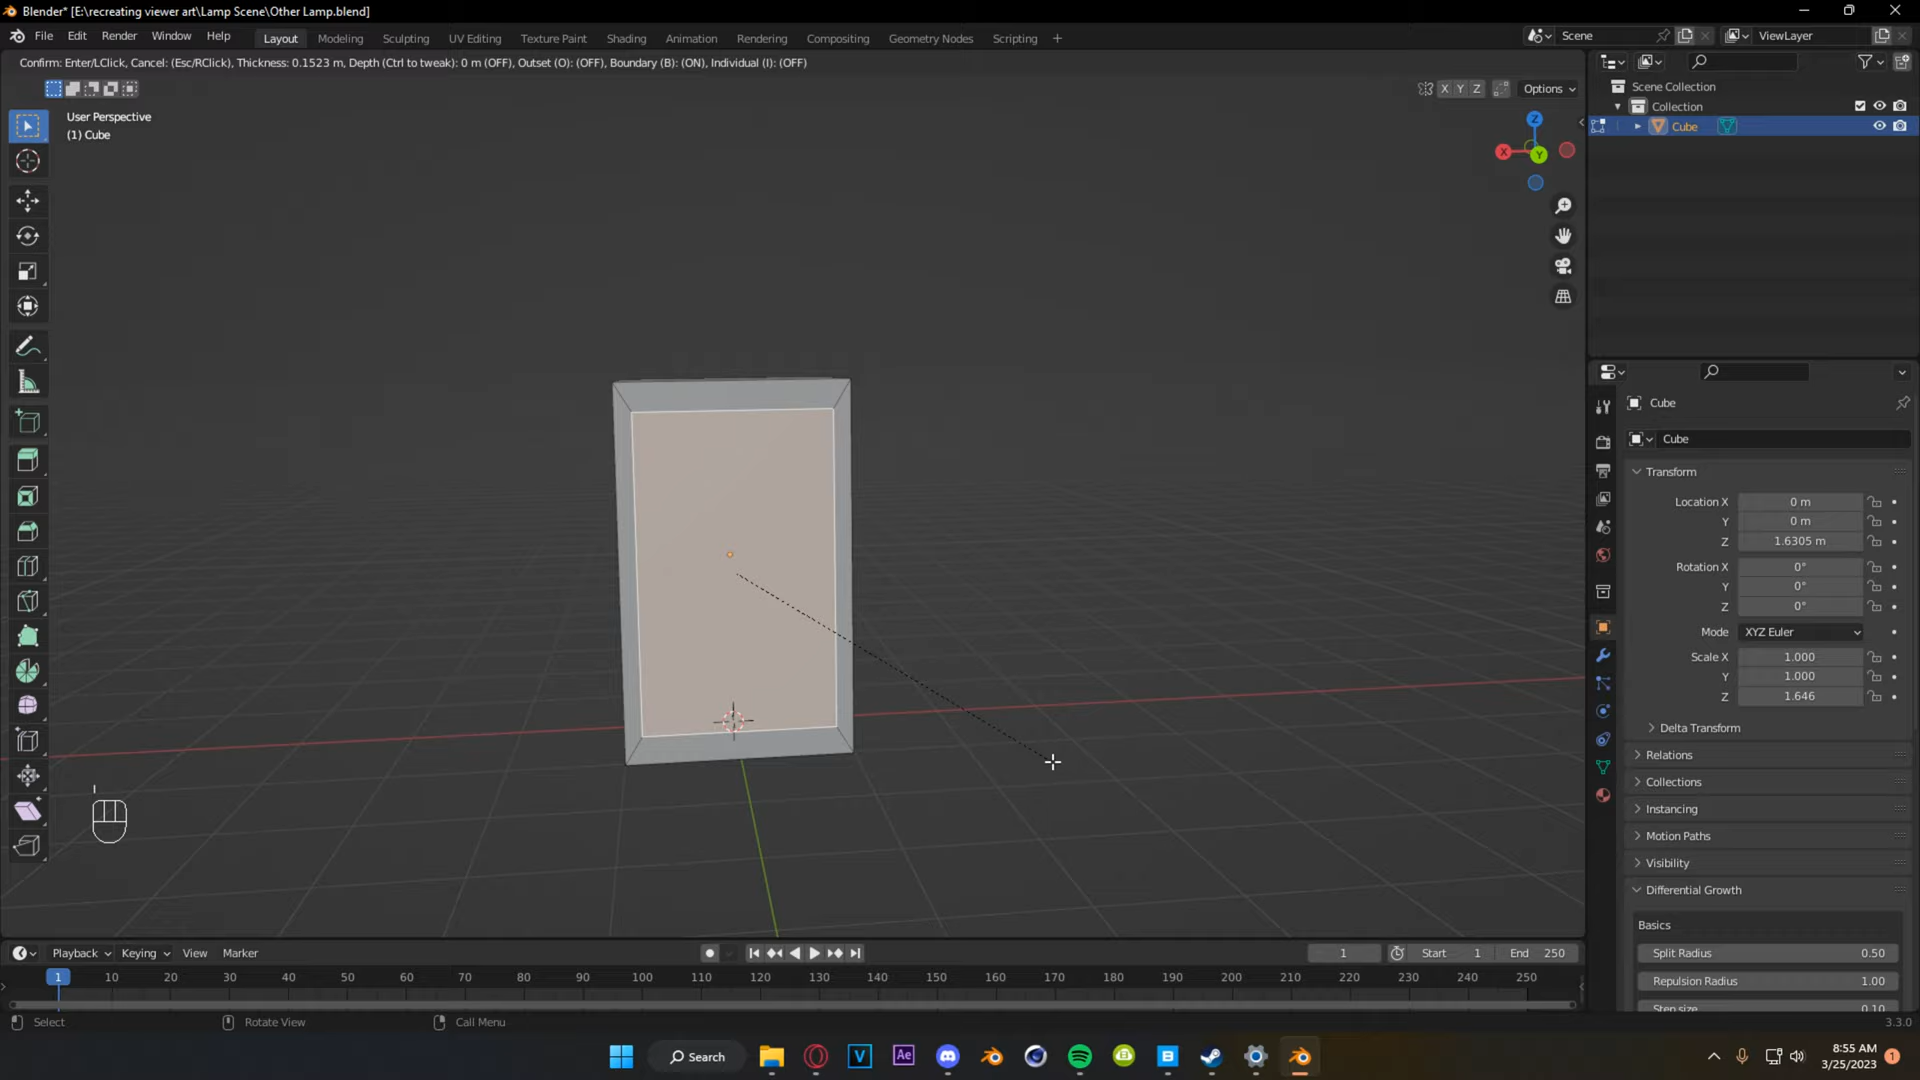 Blender* [E:\recreating viewer art\Lamp Scene\Other Lamp.blend]
File Edit Render Window Help
Layout Modeling Sculpting UV Editing Texture Paint Shading Animation Rendering Compositing Geometry Nodes Scripting +
Scene
ViewLayer
Confirm: Enter/LClick, Cancel: (Esc/RClick), Thickness: 0.1523 m, Depth (Ctrl to tweak): 0 m (OFF), Outset (O): (OFF), Boundary (B): (ON), Individual (I): (OFF)
X Y Z
Options
User Perspective
(1) Cube
Z
X
Y
Scene Collection
Collection
Cube
Cube
Cube
Transform
Location X 0 m
Y 0 m
Z 1.6305 m
Rotation X 0°
Y 0°
Z 0°
Mode XYZ Euler
Scale X 1.000
Y 1.000
Z 1.646
Delta Transform
Relations
Collections
Instancing
Motion Paths
Visibility
Differential Growth
Basics
Split Radius 0.50
Repulsion Radius 1.00
Step size 0.10
I
Playback Keying View Marker
1 Start 1 End 250
1 10 20 30 40 50 60 70 80 90 100 110 120 130 140 150 160 170 180 190 200 210 220 230 240 250
Select Rotate View Call Menu
3.3.0
Search
V
Ae
B
8:55 AM
3/25/2023
1